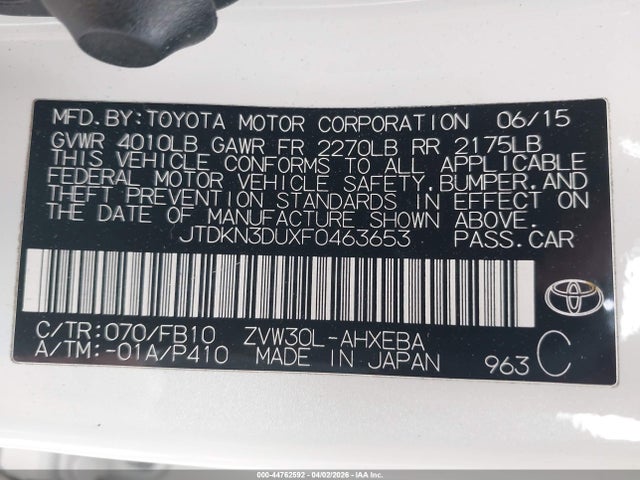 MFD.BY:TOYOTA MOTOR CORPORATION 06/15
GVWR 4010LB GAWR FR 2270LB RR 2175LB
THIS VEHICLE CONFORMS TO ALL APPLICABLE
FEDERAL MOTOR VEHICLE SAFETY,BUMPER,AND
THEFT PREVENTION STANDARDS IN EFFECT ON
THE DATE OF MANUFACTURE SHOWN ABOVE.
JTDKN3DUXF0463653 PASS.CAR
C/TR:070/FB10 ZVW30L-AHXEBA
A/TM:-01A/P410 MADE IN JAPAN 963 C
000-44762592 - 04/02/2026 - IAA Inc.